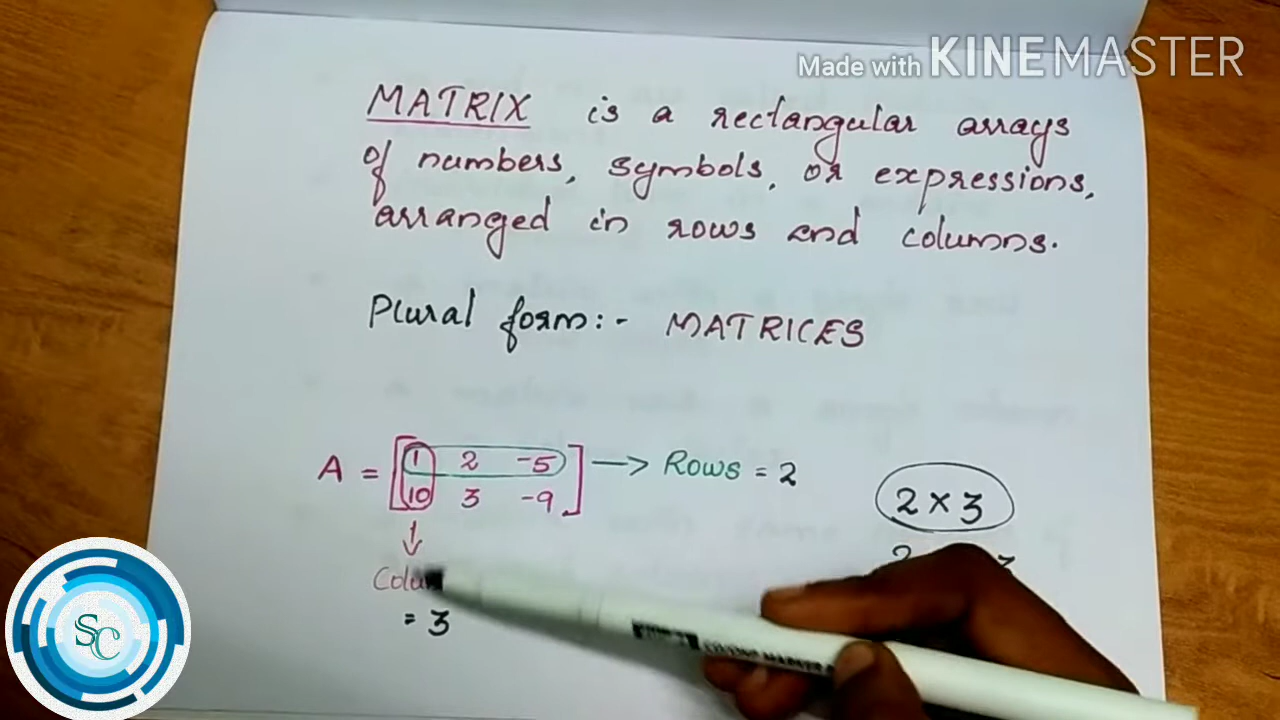 Made with KINEMASTER
MATRIX is a rectangular arrays
of numbers, symbols, or expressions,
arranged in rows and columns.
Plural form:- MATRICES
A = [1 2 -5 → Rows = 2
10 3 -9]
2 × 3
↓
= 3
SC